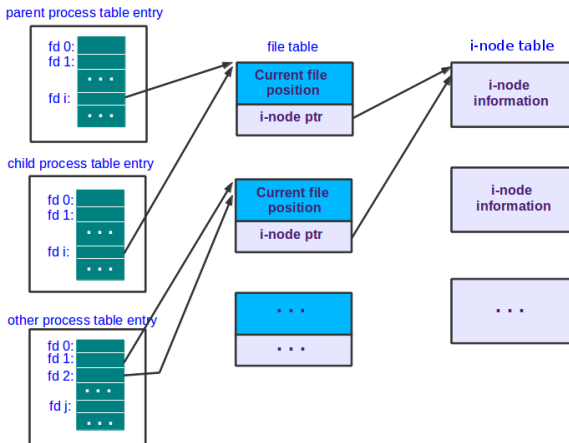 parent process table entry
fd 0:
fd 1:
. . .
fd i:
. . .
child process table entry
fd 0:
fd 1:
. . .
fd i:
. . .
other process table entry
fd 0:
fd 1:
fd 2:
. . .
fd j:
. . .
file table
Current file
position
i-node ptr
Current file
position
i-node ptr
. . .
. . .
i-node table
i-node
information
i-node
information
. . .